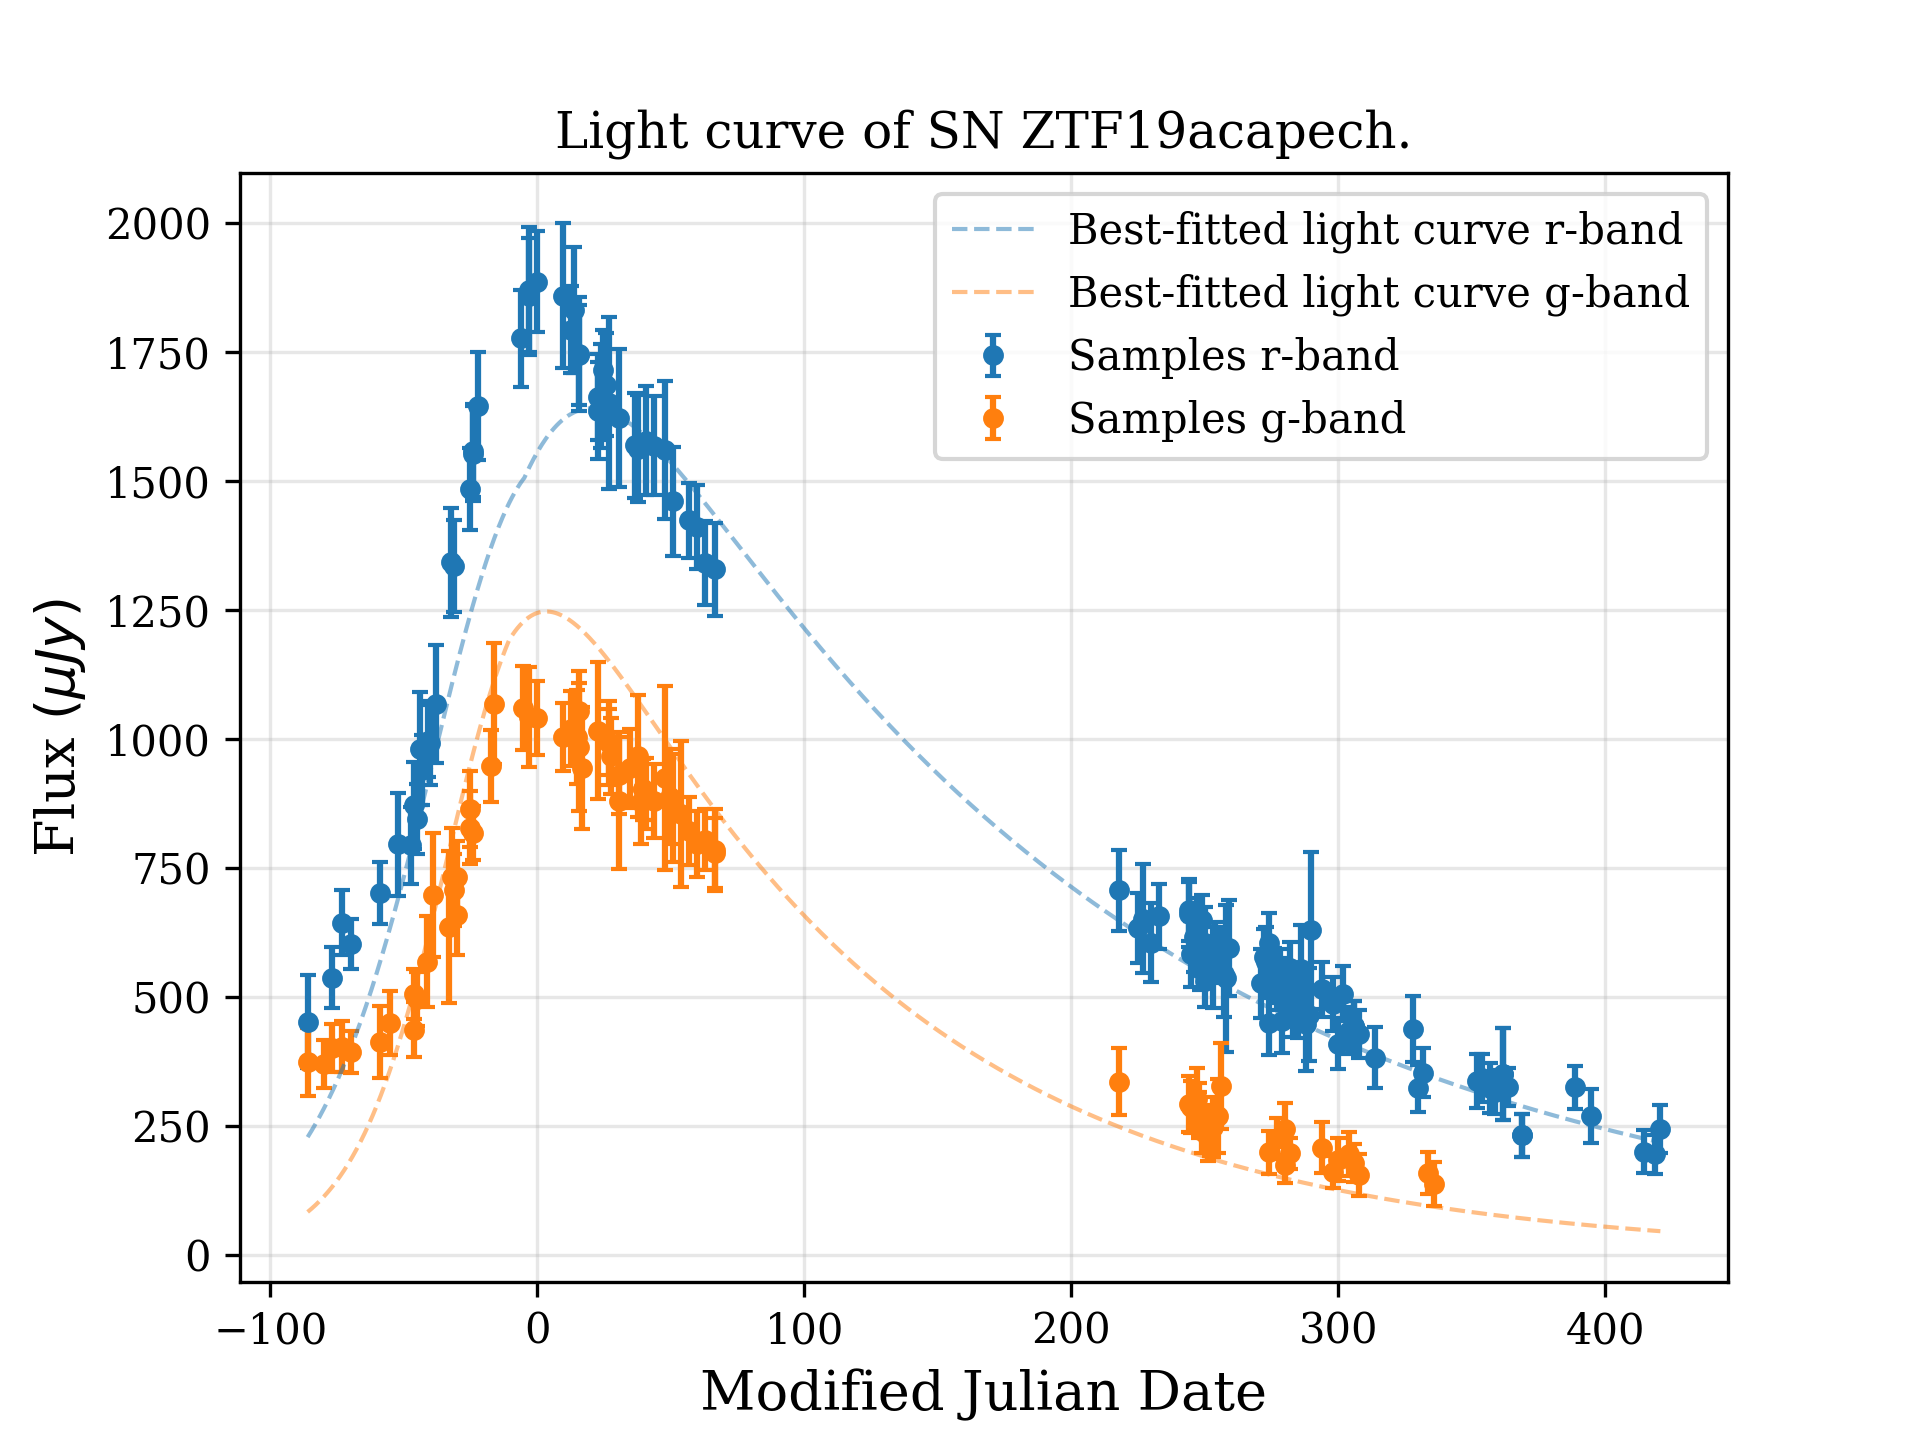 Light curve of SN ZTF19acapech.
Best-fitted light curve r-band
Best-fitted light curve g-band
Samples r-band
Samples g-band
2000
1750
1500
1250
1000
750
500
250
0
Flux (μJy)
−100 0 100 200 300 400
Modified Julian Date